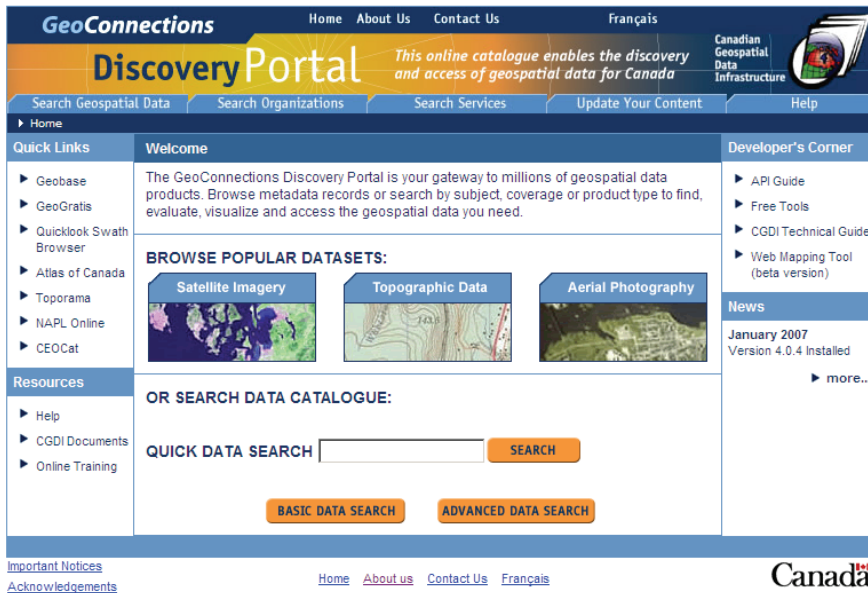 GeoConnections
Home About Us Contact Us Français
Discovery Portal
This online catalogue enables the discovery
and access of geospatial data for Canada
Canadian
Geospatial
Data
Infrastructure
Search Geospatial Data Search Organizations Search Services Update Your Content Help
Home
Quick Links
Geobase
GeoGratis
Quicklook Swath
Browser
Atlas of Canada
Toporama
NAPL Online
CEOCat
Resources
Help
CGDI Documents
Online Training
Welcome
The GeoConnections Discovery Portal is your gateway to millions of geospatial data
products. Browse metadata records or search by subject, coverage or product type to find,
evaluate, visualize and access the geospatial data you need.
BROWSE POPULAR DATASETS:
Satellite Imagery Topographic Data Aerial Photography
OR SEARCH DATA CATALOGUE:
QUICK DATA SEARCH SEARCH
BASIC DATA SEARCH ADVANCED DATA SEARCH
Developer's Corner
API Guide
Free Tools
CGDI Technical Guide
Web Mapping Tool
(beta version)
News
January 2007
Version 4.0.4 Installed
more..
Important Notices
Acknowledgements
Home About us Contact Us Français
Canada